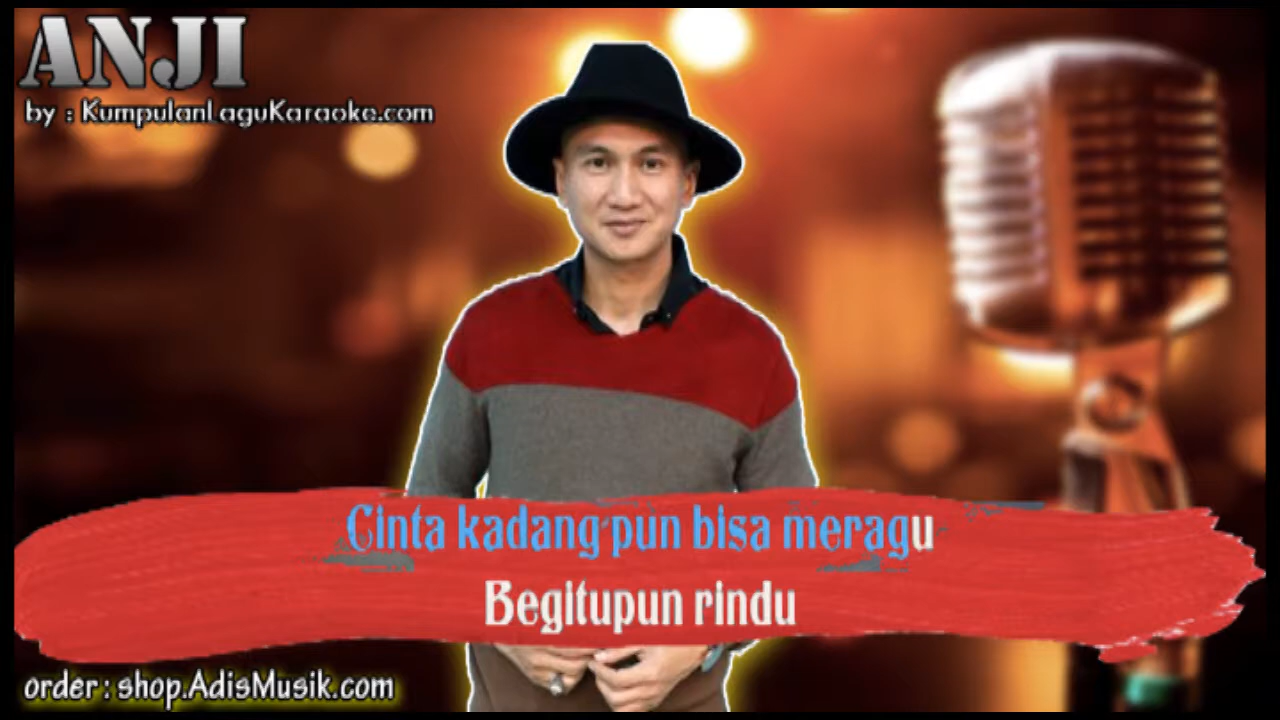 ANJI
by : KumpulanLaguKaraoke.com
Cinta kadang pun bisa meragu
Begitupun rindu
order : shop.AdisMusik.com